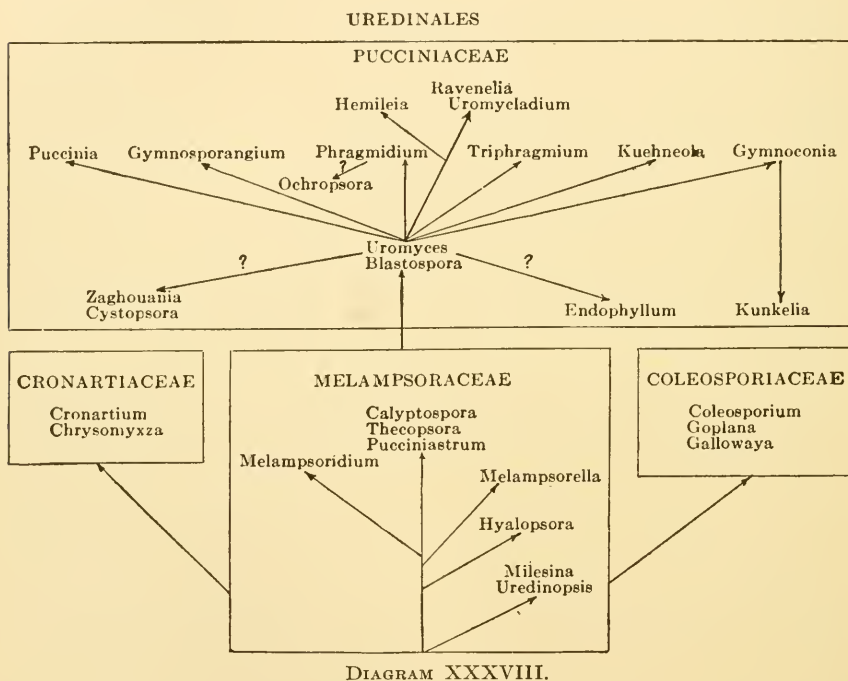 UREDINALES
PUCCINIACEAE
Ravenelia
Hemileia Uromycladium
Puccinia Gymnosporangium Phragmidium Triphragmium Kuehneola Gymnoconia
?
Ochropsora
Uromyces
? Blastospora ?
Zaghouania
Cystopsora Endophyllum Kunkelia
CRONARTIACEAE MELAMPSORACEAE COLEOSPORIACEAE
Cronartium Calyptospora Coleosporium
Chrysomyxza Thecopsora Goplana
Pucciniastrum Gallowaya
Melampsoridium
Melampsorella
Hyalopsora
Milesina
Uredinopsis
DIAGRAM XXXVIII.